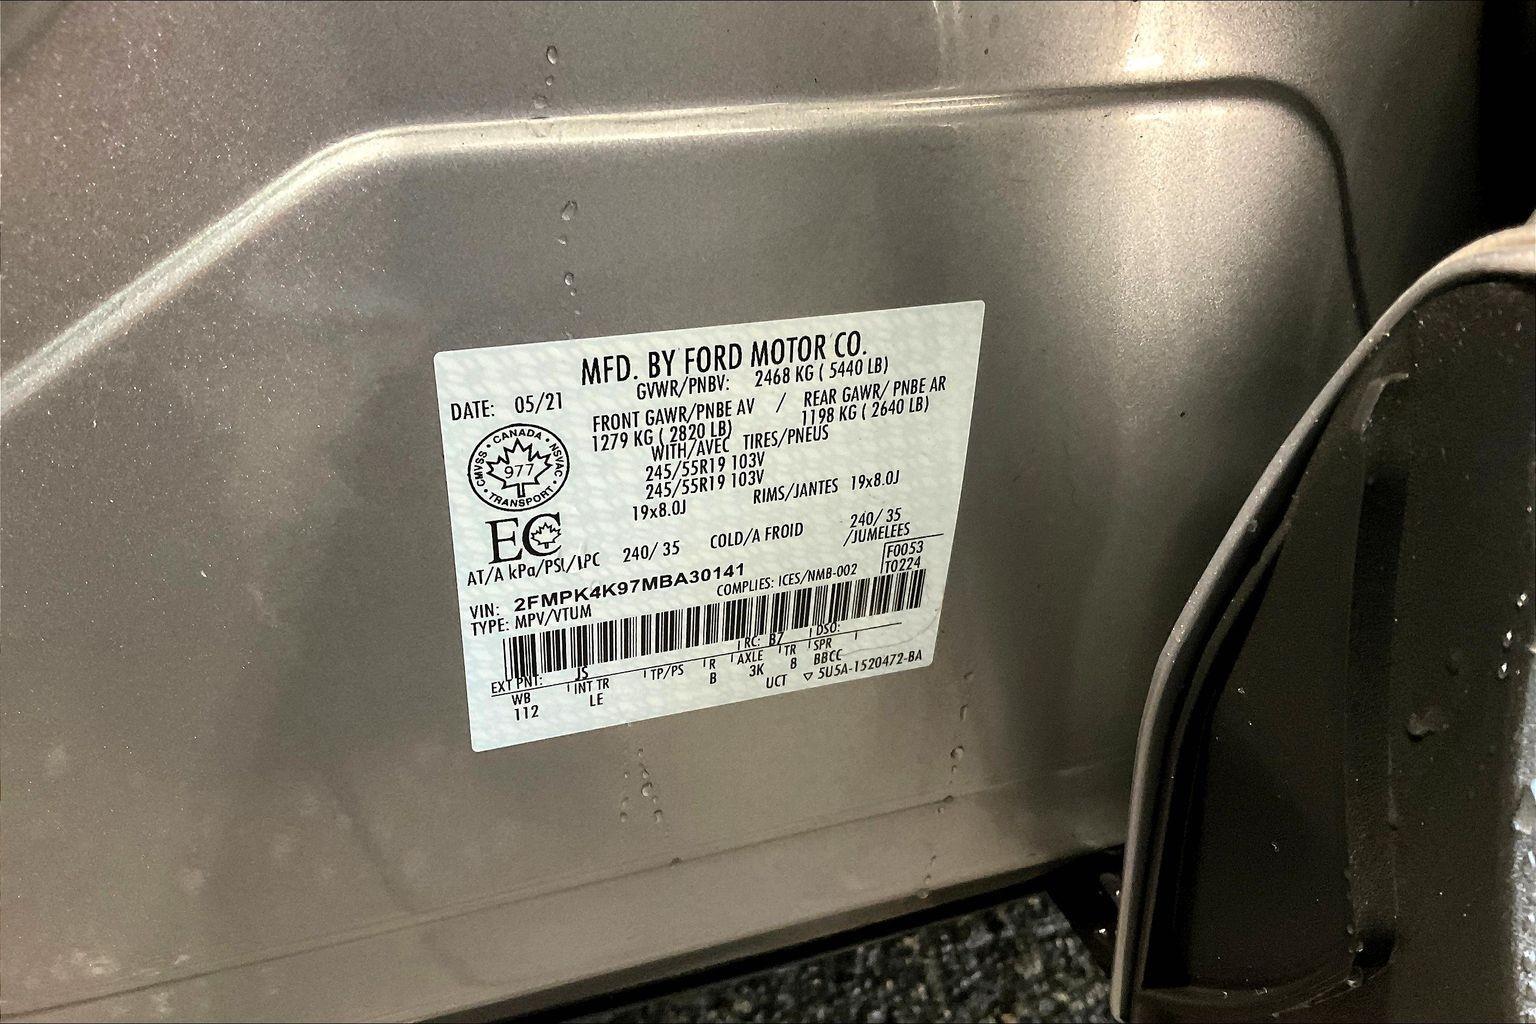 MFD. BY FORD MOTOR CO.
DATE: 05/21
GVWR/PNBV: 2468 KG ( 5440 LB)
FRONT GAWR/PNBE AV / REAR GAWR/ PNBE AR
1279 KG ( 2820 LB) 1198 KG ( 2640 LB)
WITH/AVEC TIRES/PNEUS
245/55R19 103V
245/55R19 103V
19x8.0J RIMS/JANTES 19x8.0J
CANADA
CMVSS 977 NSVAC
TRANSPORT
EC
AT/A kPa/PSI/LPC 240/ 35 COLD/A FROID 240/ 35
/JUMELEES
VIN: 2FMPK4K97MBA30141
F0053
T0224
TYPE: MPV/VTUM COMPLIES: ICES/NMB-002
EXT PNT: JS RC: B7 DSO:
WB INT TR TP/PS R AXLE TR SPR
112 LE B 3K 8 BBCC
UCT ▽ 5U5A-1520472-BA